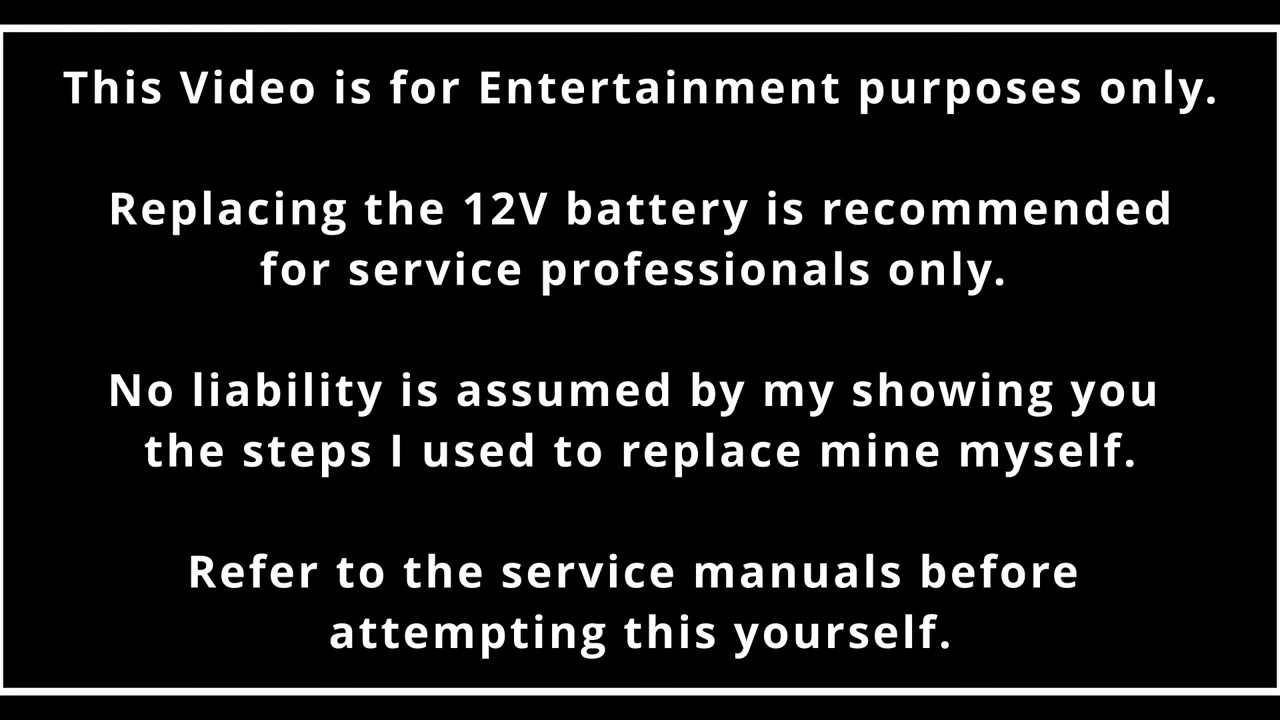 This Video is for Entertainment purposes only.
Replacing the 12V battery is recommended
for service professionals only.
No liability is assumed by my showing you
the steps I used to replace mine myself.
Refer to the service manuals before
attempting this yourself.